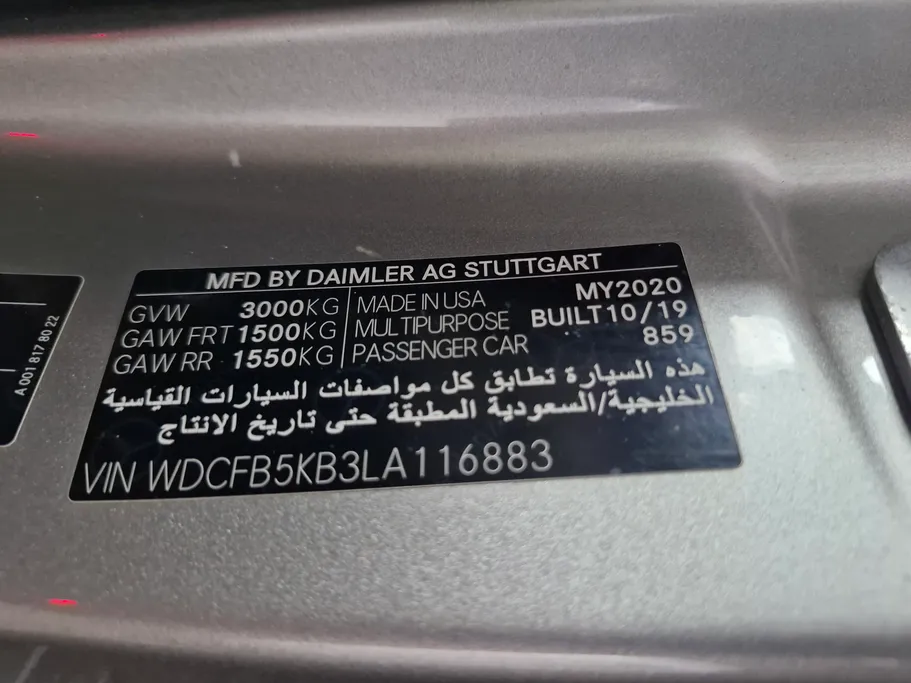 MFD BY DAIMLER AG STUTTGART
GVW 3000KG MADE IN USA MY2020
GAW FRT 1500KG MULTIPURPOSE BUILT 10/19
GAW RR 1550KG PASSENGER CAR 859
هذه السيارة تطابق كل مواصفات السيارات القياسية
الخليجية/السعودية المطبقة حتى تاريخ الانتاج
VIN WDCFB5KB3LA116883
A 001 817 80 22